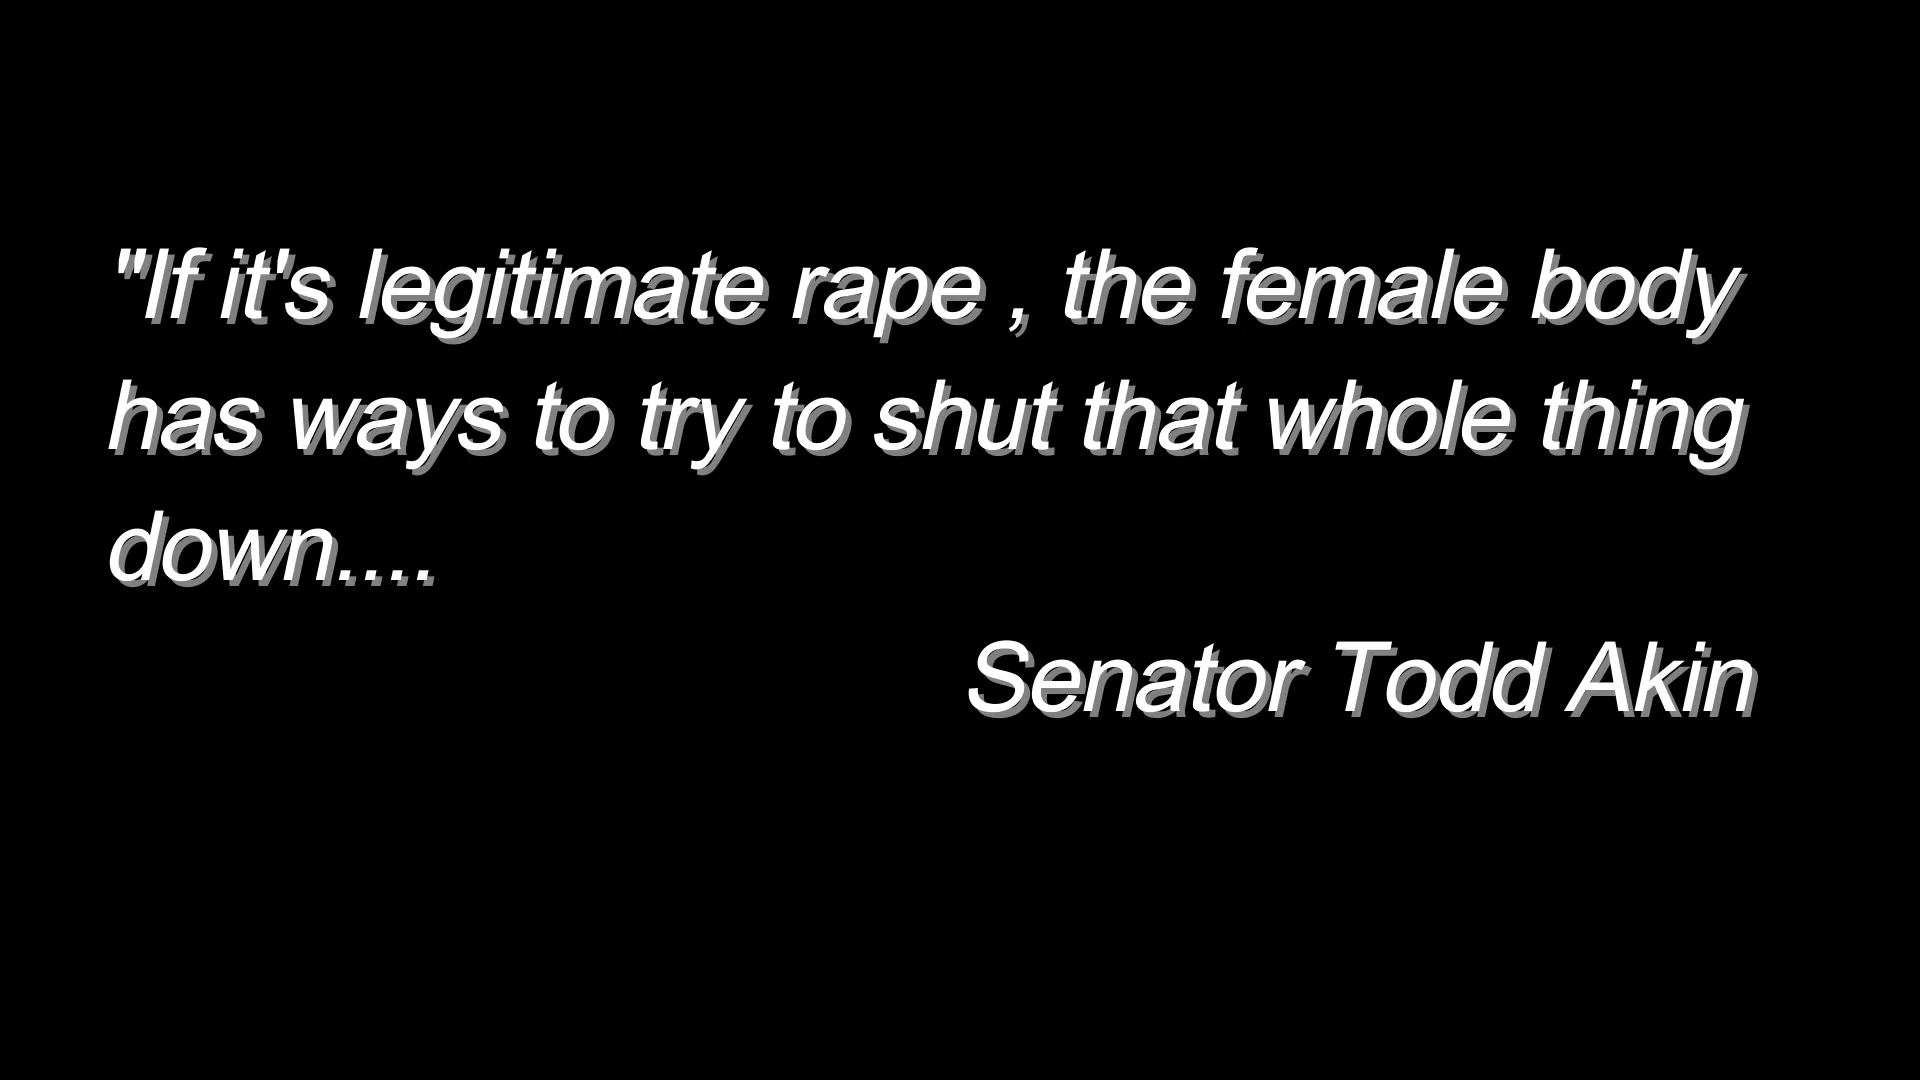 "If it's legitimate rape , the female body
has ways to try to shut that whole thing
down....
Senator Todd Akin